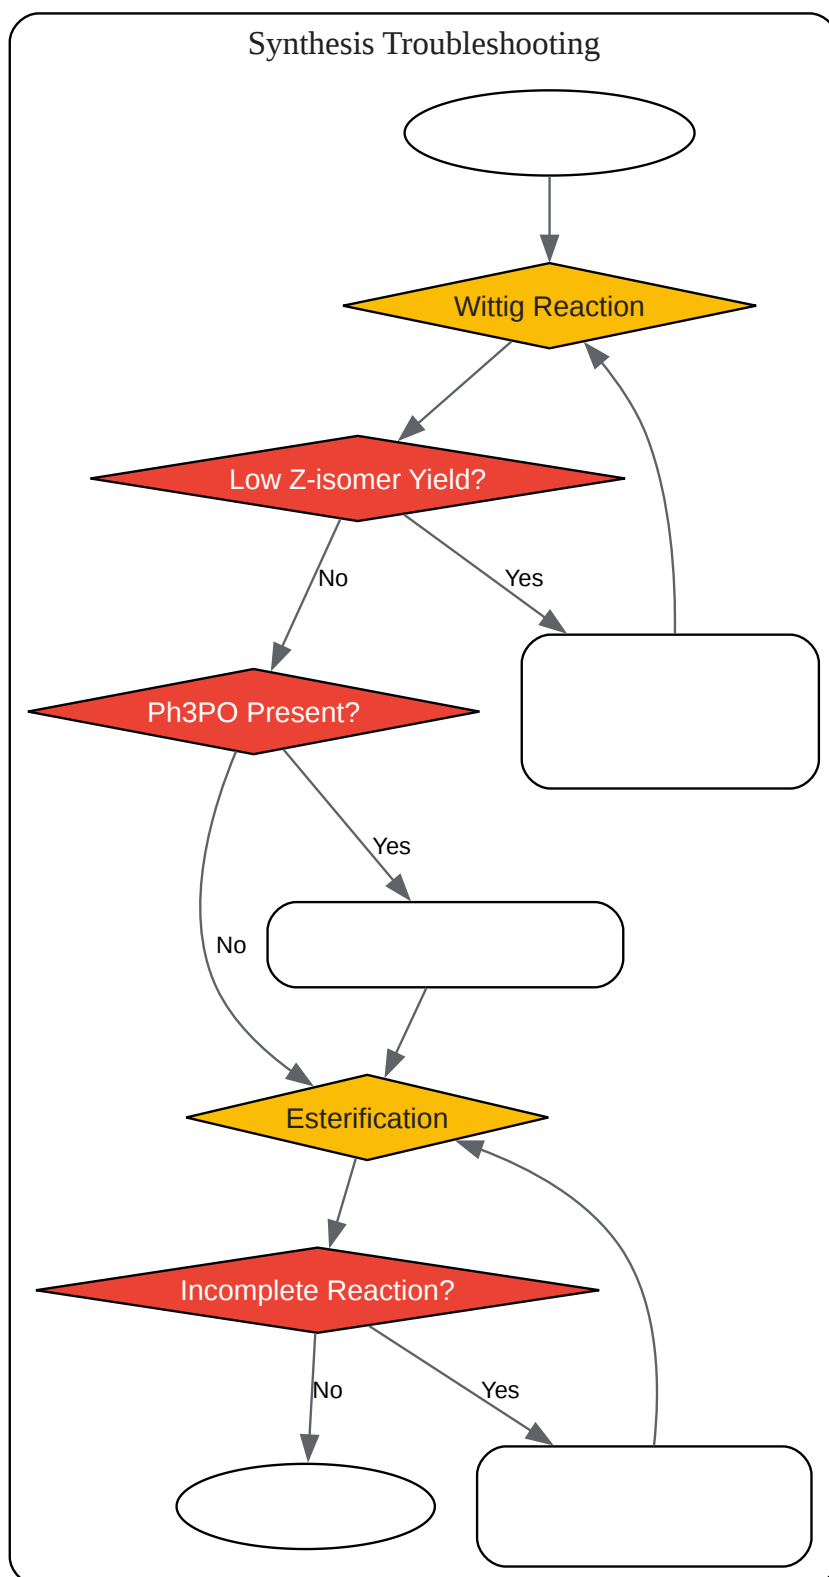 Synthesis Troubleshooting
Wittig Reaction
Low Z-isomer Yield?
No
Yes
Ph3PO Present?
Yes
No
Esterification
Incomplete Reaction?
No
Yes